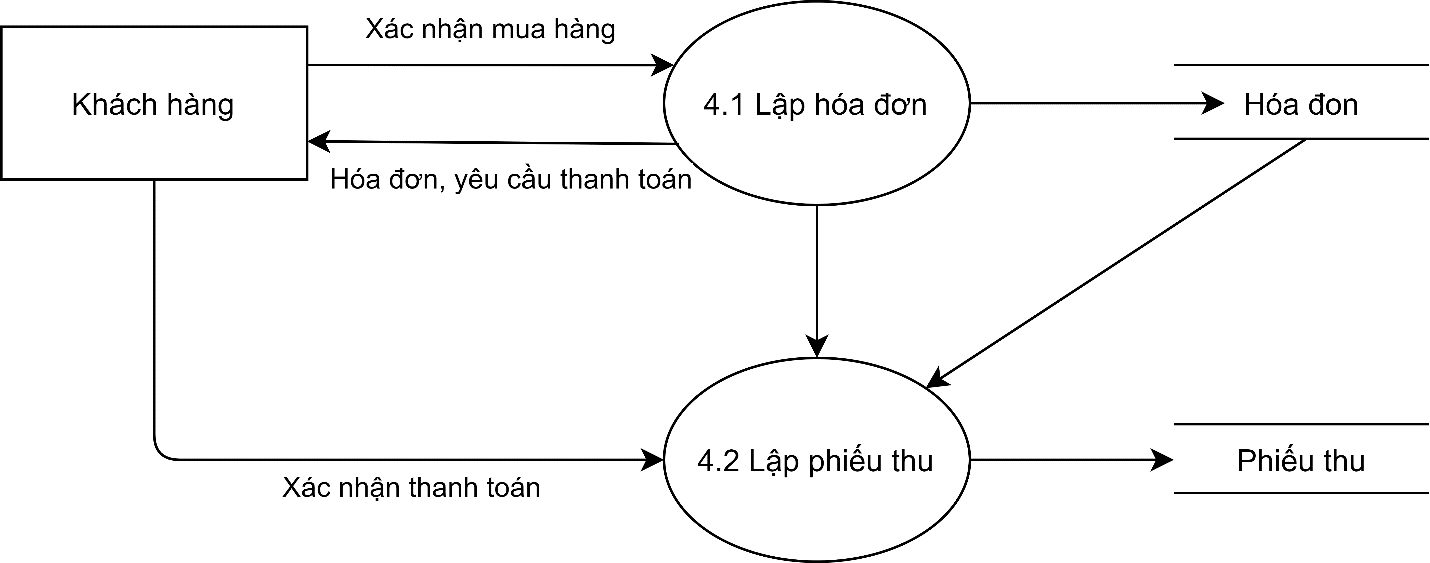 Xác nhận mua hàng
Khách hàng
4.1 Lập hóa đơn
Hóa đon
Hóa đơn, yêu cầu thanh toán
4.2 Lập phiếu thu
Phiếu thu
Xác nhận thanh toán